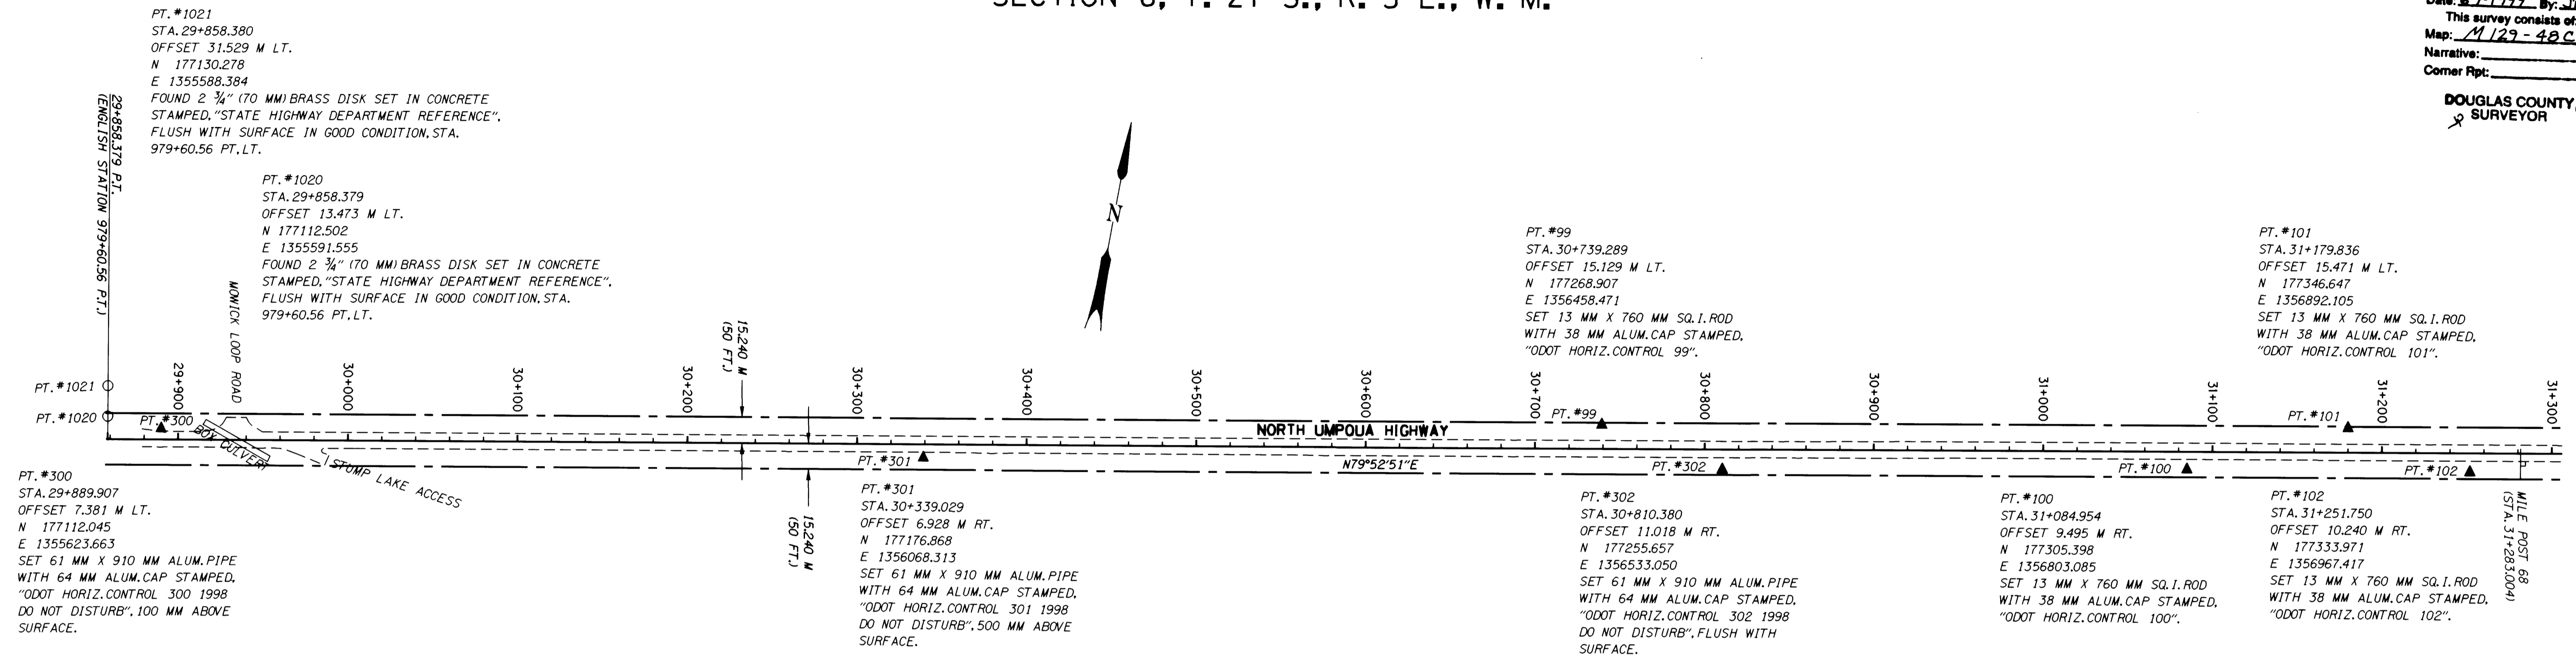 SECTION 6, T. 27 S., R. 5 E., W. M.
By:
This survey consists of:
Map: M129-48C
Narrative:
Corner Rpt:
DOUGLAS COUNTY
SURVEYOR
PT. #1021
STA. 29+858.380
OFFSET 31.529 M LT.
N 177130.278
E 1355588.384
FOUND 2 ¾" (70 MM) BRASS DISK SET IN CONCRETE
STAMPED, "STATE HIGHWAY DEPARTMENT REFERENCE",
FLUSH WITH SURFACE IN GOOD CONDITION, STA.
979+60.56 PT, LT.
29+858.379 P.T.
(ENGLISH STATION 979+60.56 P.T.)
PT. #1020
STA. 29+858.379
OFFSET 13.473 M LT.
N 177112.502
E 1355591.555
FOUND 2 ¾" (70 MM) BRASS DISK SET IN CONCRETE
STAMPED, "STATE HIGHWAY DEPARTMENT REFERENCE",
FLUSH WITH SURFACE IN GOOD CONDITION, STA.
979+60.56 PT, LT.
MOWICK LOOP ROAD
N
15.240 M
(50 FT.)
PT. #99
STA. 30+739.289
OFFSET 15.129 M LT.
N 177268.907
E 1356458.471
SET 13 MM X 760 MM SQ. I. ROD
WITH 38 MM ALUM. CAP STAMPED,
"ODOT HORIZ. CONTROL 99".
PT. #101
STA. 31+179.836
OFFSET 15.471 M LT.
N 177346.647
E 1356892.105
SET 13 MM X 760 MM SQ. I. ROD
WITH 38 MM ALUM. CAP STAMPED,
"ODOT HORIZ. CONTROL 101".
29+900
30+000
30+100
30+200
30+300
30+400
30+500
30+600
30+700
30+800
30+900
31+000
31+100
31+200
31+300
PT. #1021
PT. #1020
PT. #300
BOX CULVERT
STUMP LAKE ACCESS
PT. #99
PT. #101
NORTH UMPQUA HIGHWAY
N79°52'51"E
PT. #301
PT. #302
PT. #100
PT. #102
15.240 M
(50 FT.)
MILE POST 68
(STA. 31+283.004)
PT. #300
STA. 29+889.907
OFFSET 7.381 M LT.
N 177112.045
E 1355623.663
SET 61 MM X 910 MM ALUM. PIPE
WITH 64 MM ALUM. CAP STAMPED,
"ODOT HORIZ. CONTROL 300 1998
DO NOT DISTURB", 100 MM ABOVE
SURFACE.
PT. #301
STA. 30+339.029
OFFSET 6.928 M RT.
N 177176.868
E 1356068.313
SET 61 MM X 910 MM ALUM. PIPE
WITH 64 MM ALUM. CAP STAMPED,
"ODOT HORIZ. CONTROL 301 1998
DO NOT DISTURB", 500 MM ABOVE
SURFACE.
PT. #302
STA. 30+810.380
OFFSET 11.018 M RT.
N 177255.657
E 1356533.050
SET 61 MM X 910 MM ALUM. PIPE
WITH 64 MM ALUM. CAP STAMPED,
"ODOT HORIZ. CONTROL 302 1998
DO NOT DISTURB", FLUSH WITH
SURFACE.
PT. #100
STA. 31+084.954
OFFSET 9.495 M RT.
N 177305.398
E 1356803.085
SET 13 MM X 760 MM SQ. I. ROD
WITH 38 MM ALUM. CAP STAMPED,
"ODOT HORIZ. CONTROL 100".
PT. #102
STA. 31+251.750
OFFSET 10.240 M RT.
N 177333.971
E 1356967.417
SET 13 MM X 760 MM SQ. I. ROD
WITH 38 MM ALUM. CAP STAMPED,
"ODOT HORIZ. CONTROL 102".